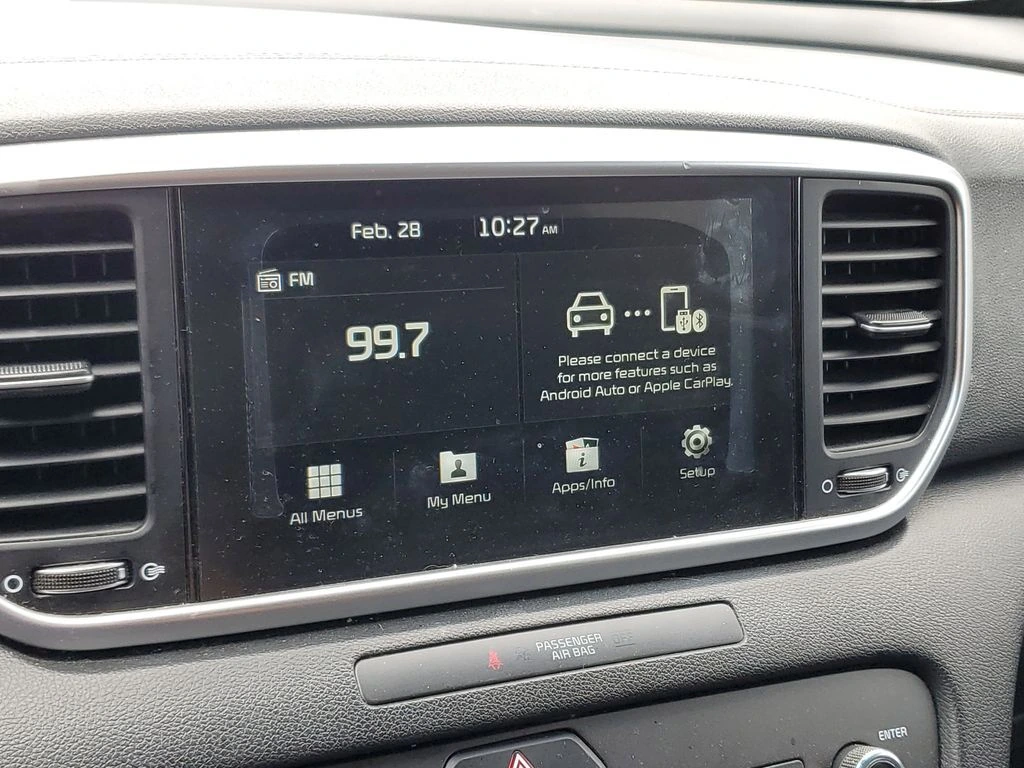 Feb. 28 10:27 AM
FM
99.7
Please connect a device
for more features such as
Android Auto or Apple CarPlay.
All Menus
My Menu
Apps/Info
Setup
PASSENGER
AIR BAG
OFF
ENTER